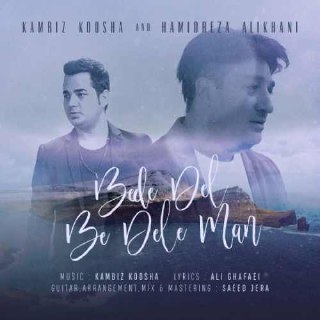 KAMBIZ KOOSHA AND HAMIDREZA ALIKHANI
Bede Del
Be Dele Man
MUSIC : KAMBIZ KOOSHA LYRICS : ALI GHAFAEI
GUITAR, ARRANGEMENT, MIX & MASTERING : SAEED JERA